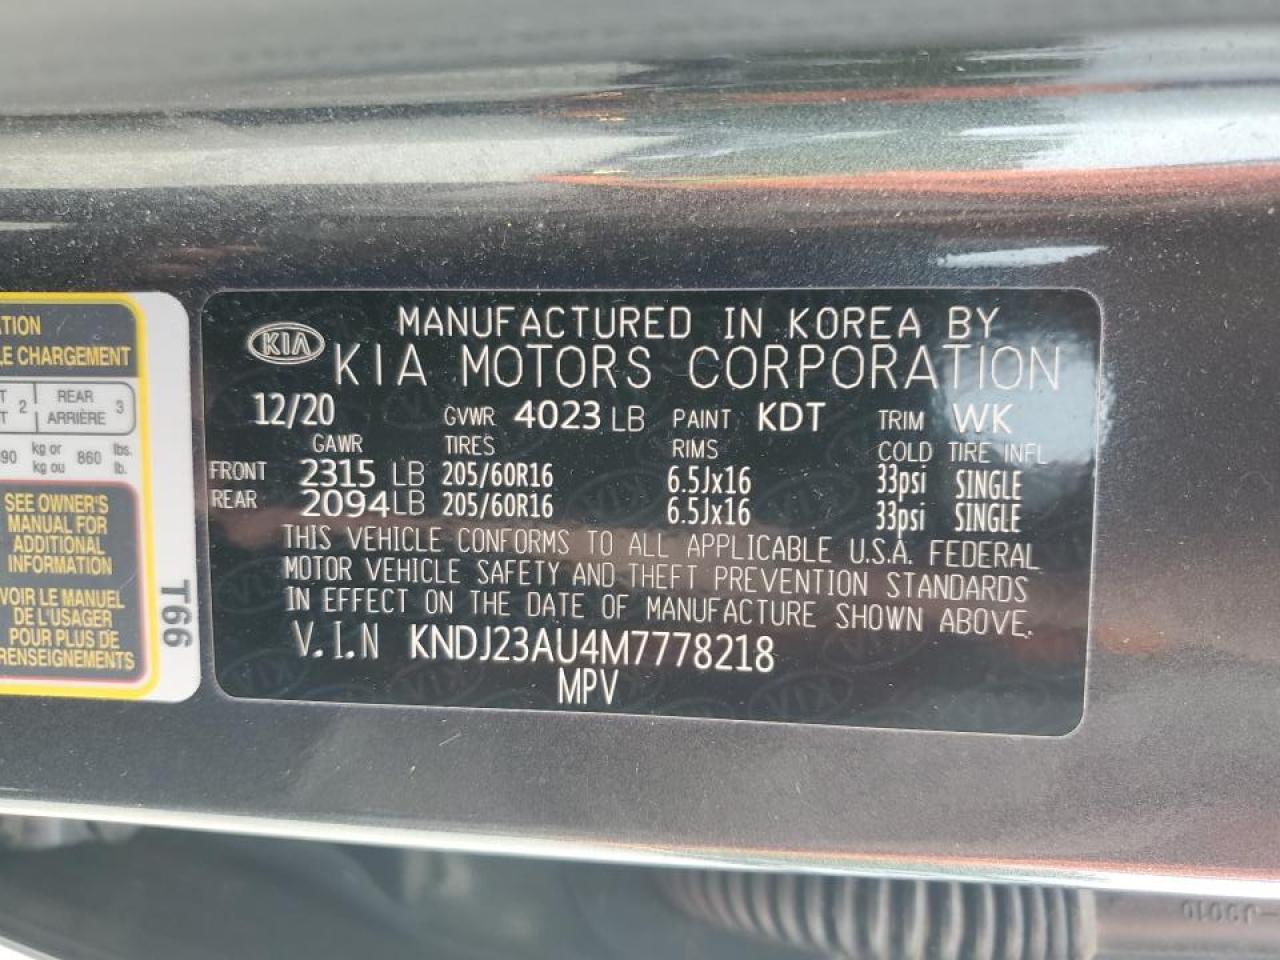 ATION
LE CHARGEMENT
2 REAR 3
ARRIÈRE
90 kg or 860 lbs.
kg ou lb.
SEE OWNER'S
MANUAL FOR
ADDITIONAL
INFORMATION
VOIR LE MANUEL
DE L'USAGER
POUR PLUS DE
RENSEIGNEMENTS
T66
KIA MANUFACTURED IN KOREA BY
KIA MOTORS CORPORATION
12/20 GVWR 4023 LB PAINT KDT TRIM WK
GAWR TIRES RIMS COLD TIRE INFL
FRONT 2315 LB 205/60R16 6.5Jx16 33psi SINGLE
REAR 2094 LB 205/60R16 6.5Jx16 33psi SINGLE
THIS VEHICLE CONFORMS TO ALL APPLICABLE U.S.A. FEDERAL
MOTOR VEHICLE SAFETY AND THEFT PREVENTION STANDARDS
IN EFFECT ON THE DATE OF MANUFACTURE SHOWN ABOVE.
V.I.N KNDJ23AU4M7778218
MPV